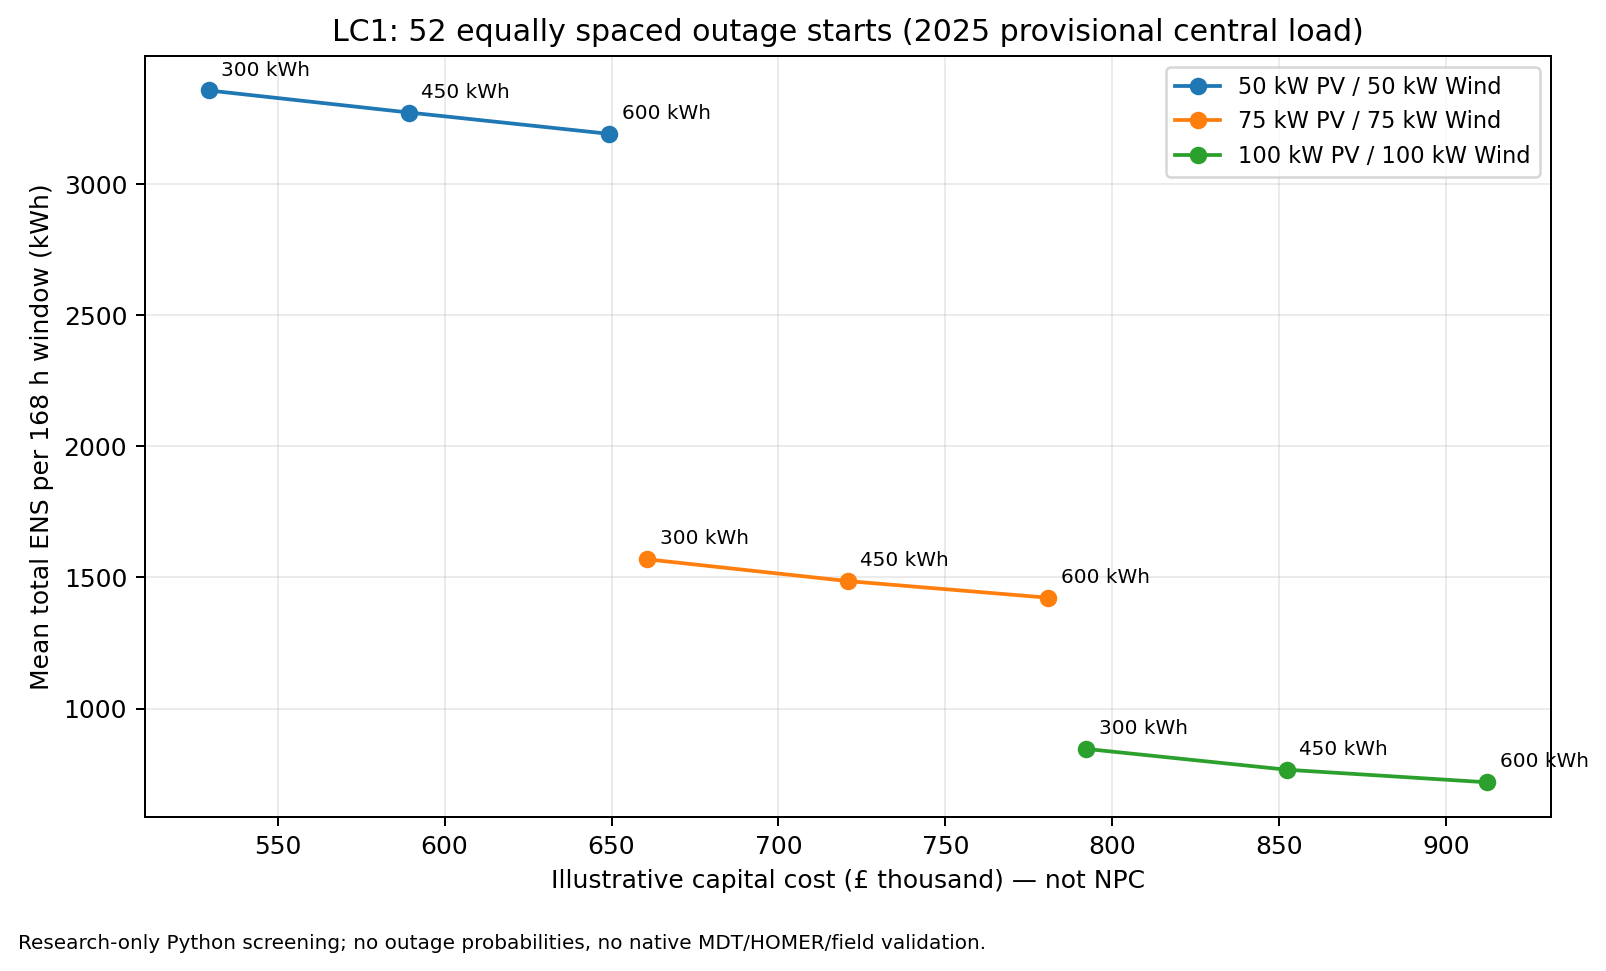 LC1: 52 equally spaced outage starts (2025 provisional central load)
300 kWh
450 kWh
600 kWh
50 kW PV / 50 kW Wind
75 kW PV / 75 kW Wind
100 kW PV / 100 kW Wind
Mean total ENS per 168 h window (kWh)
3000
2500
2000
1500
1000
300 kWh
450 kWh
600 kWh
300 kWh
450 kWh
600 kWh
550
600
650
700
750
800
850
900
Illustrative capital cost (£ thousand) — not NPC
Research-only Python screening; no outage probabilities, no native MDT/HOMER/field validation.